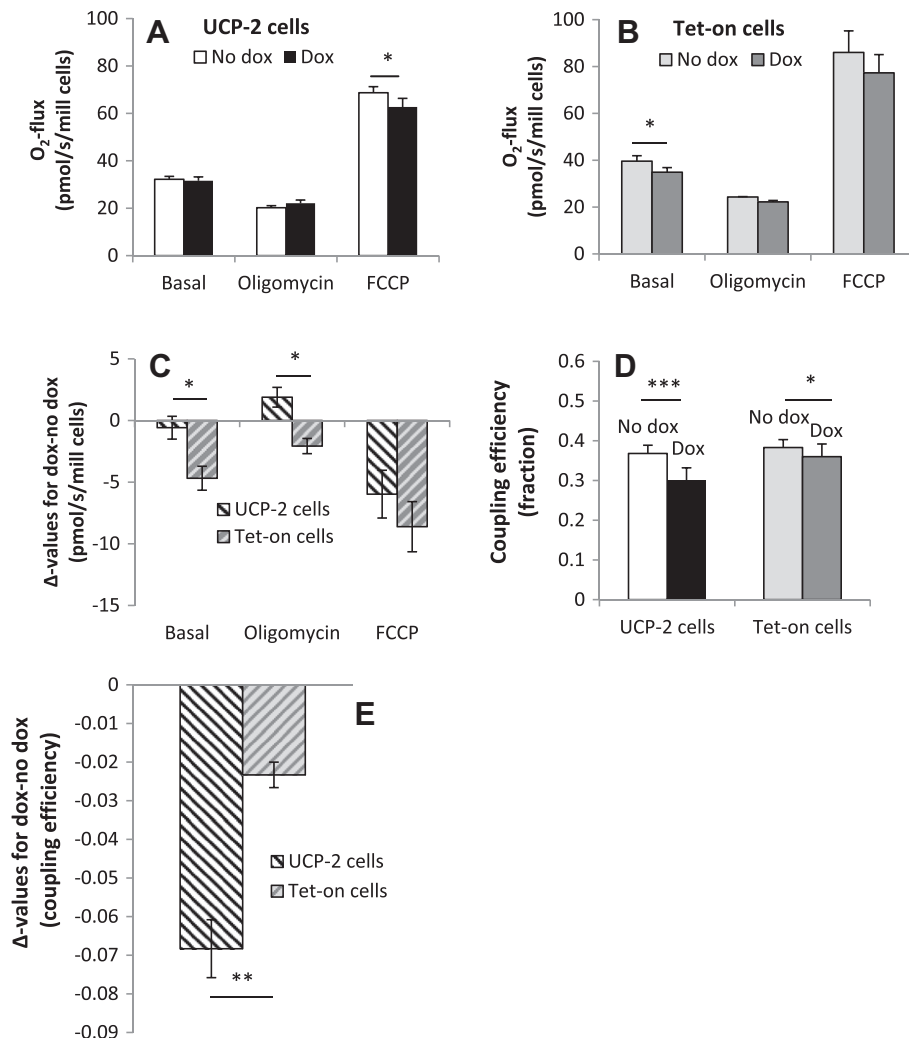 A
UCP-2 cells
No dox Dox
O₂-flux
(pmol/s/mill cells)
100
80
60
40
20
0
*
Basal Oligomycin FCCP
B
Tet-on cells
No dox Dox
O₂-flux
(pmol/s/mill cells)
100
80
60
40
20
0
*
Basal Oligomycin FCCP
C
Δ-values for dox-no dox
(pmol/s/mill cells)
5
0
-5
-10
-15
* *
UCP-2 cells
Tet-on cells
Basal Oligomycin FCCP
D
Coupling efficiency
(fraction)
0.6
0.5
0.4
0.3
0.2
0.1
0
*** *
No dox Dox No dox Dox
UCP-2 cells Tet-on cells
E
Δ-values for dox-no dox
(coupling efficiency)
0
-0.01
-0.02
-0.03
-0.04
-0.05
-0.06
-0.07
-0.08
-0.09
UCP-2 cells
Tet-on cells
**